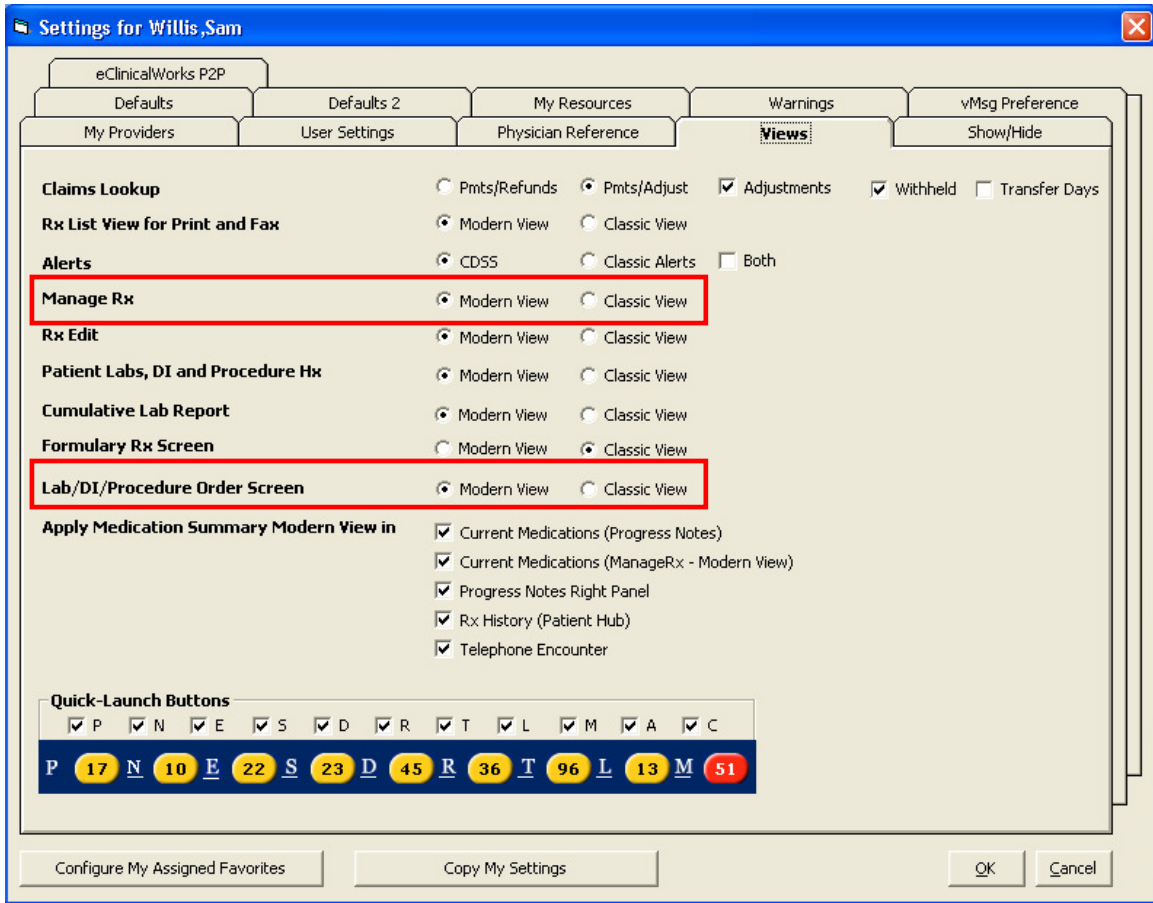 Settings for Willis,Sam
eClinicalWorks P2P
Defaults Defaults 2 My Resources Warnings vMsg Preference
My Providers User Settings Physician Reference Views Show/Hide
Claims Lookup Pmts/Refunds Pmts/Adjust Adjustments Withheld Transfer Days
Rx List View for Print and Fax Modern View Classic View
Alerts CDSS Classic Alerts Both
Manage Rx Modern View Classic View
Rx Edit Modern View Classic View
Patient Labs, DI and Procedure Hx Modern View Classic View
Cumulative Lab Report Modern View Classic View
Formulary Rx Screen Modern View Classic View
Lab/DI/Procedure Order Screen Modern View Classic View
Apply Medication Summary Modern View in Current Medications (Progress Notes)
Current Medications (ManageRx - Modern View)
Progress Notes Right Panel
Rx History (Patient Hub)
Telephone Encounter
Quick-Launch Buttons
P N E S D R T L M A C
P 17 N 10 E 22 S 23 D 45 R 36 T 96 L 13 M 51
Configure My Assigned Favorites Copy My Settings OK Cancel